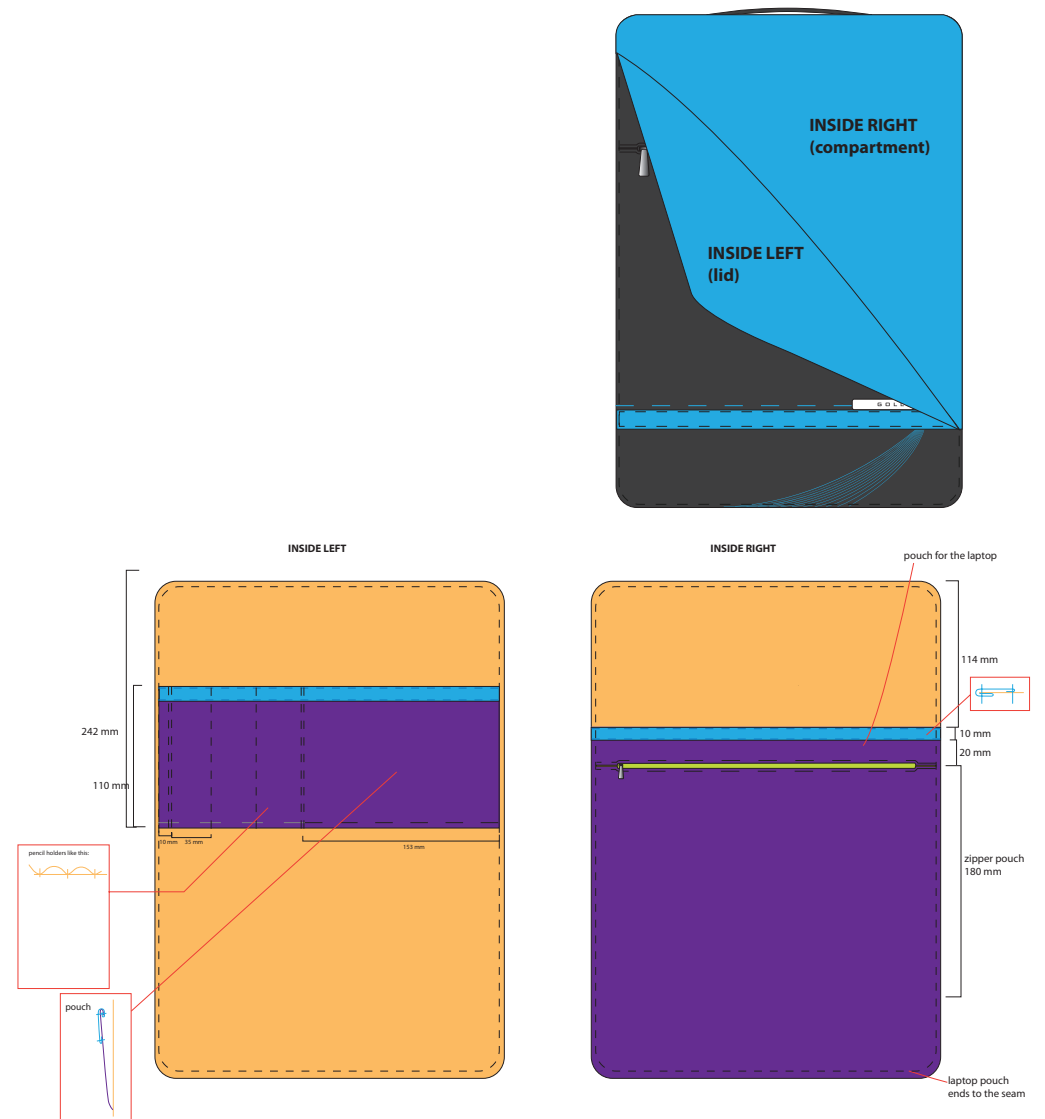 INSIDE RIGHT
(compartment)
INSIDE LEFT
(lid)
INSIDE LEFT
INSIDE RIGHT
pouch for the laptop
114 mm
10 mm
20 mm
242 mm
110 mm
10 mm
35 mm
153 mm
pencil holders like this:
zipper pouch
180 mm
pouch
laptop pouch
ends to the seam